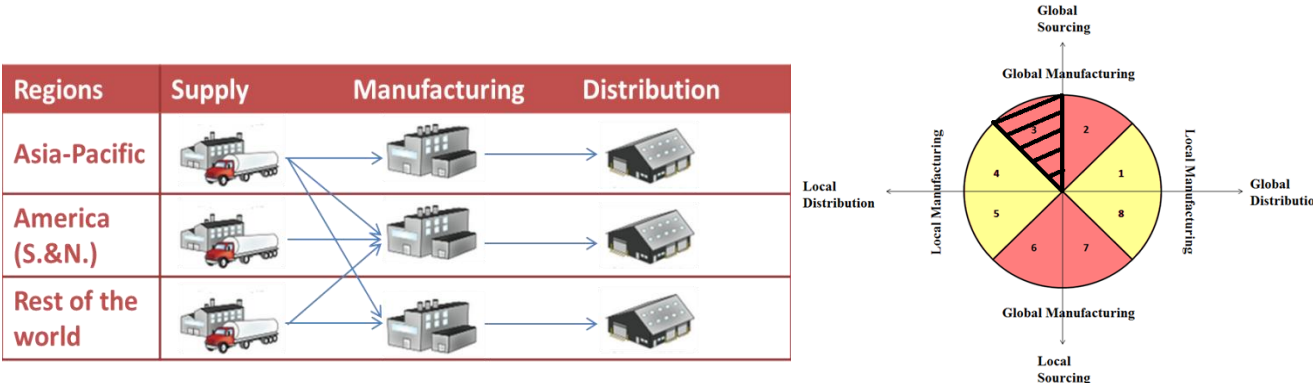 Regions Supply Manufacturing Distribution
Asia-Pacific
America
(S.&N.)
Rest of the
world
Global
Sourcing
Global Manufacturing
3 2
4 1
5 8
6 7
Local Manufacturing
Local Manufacturing
Local
Distribution
Global
Distribution
Global Manufacturing
Local
Sourcing